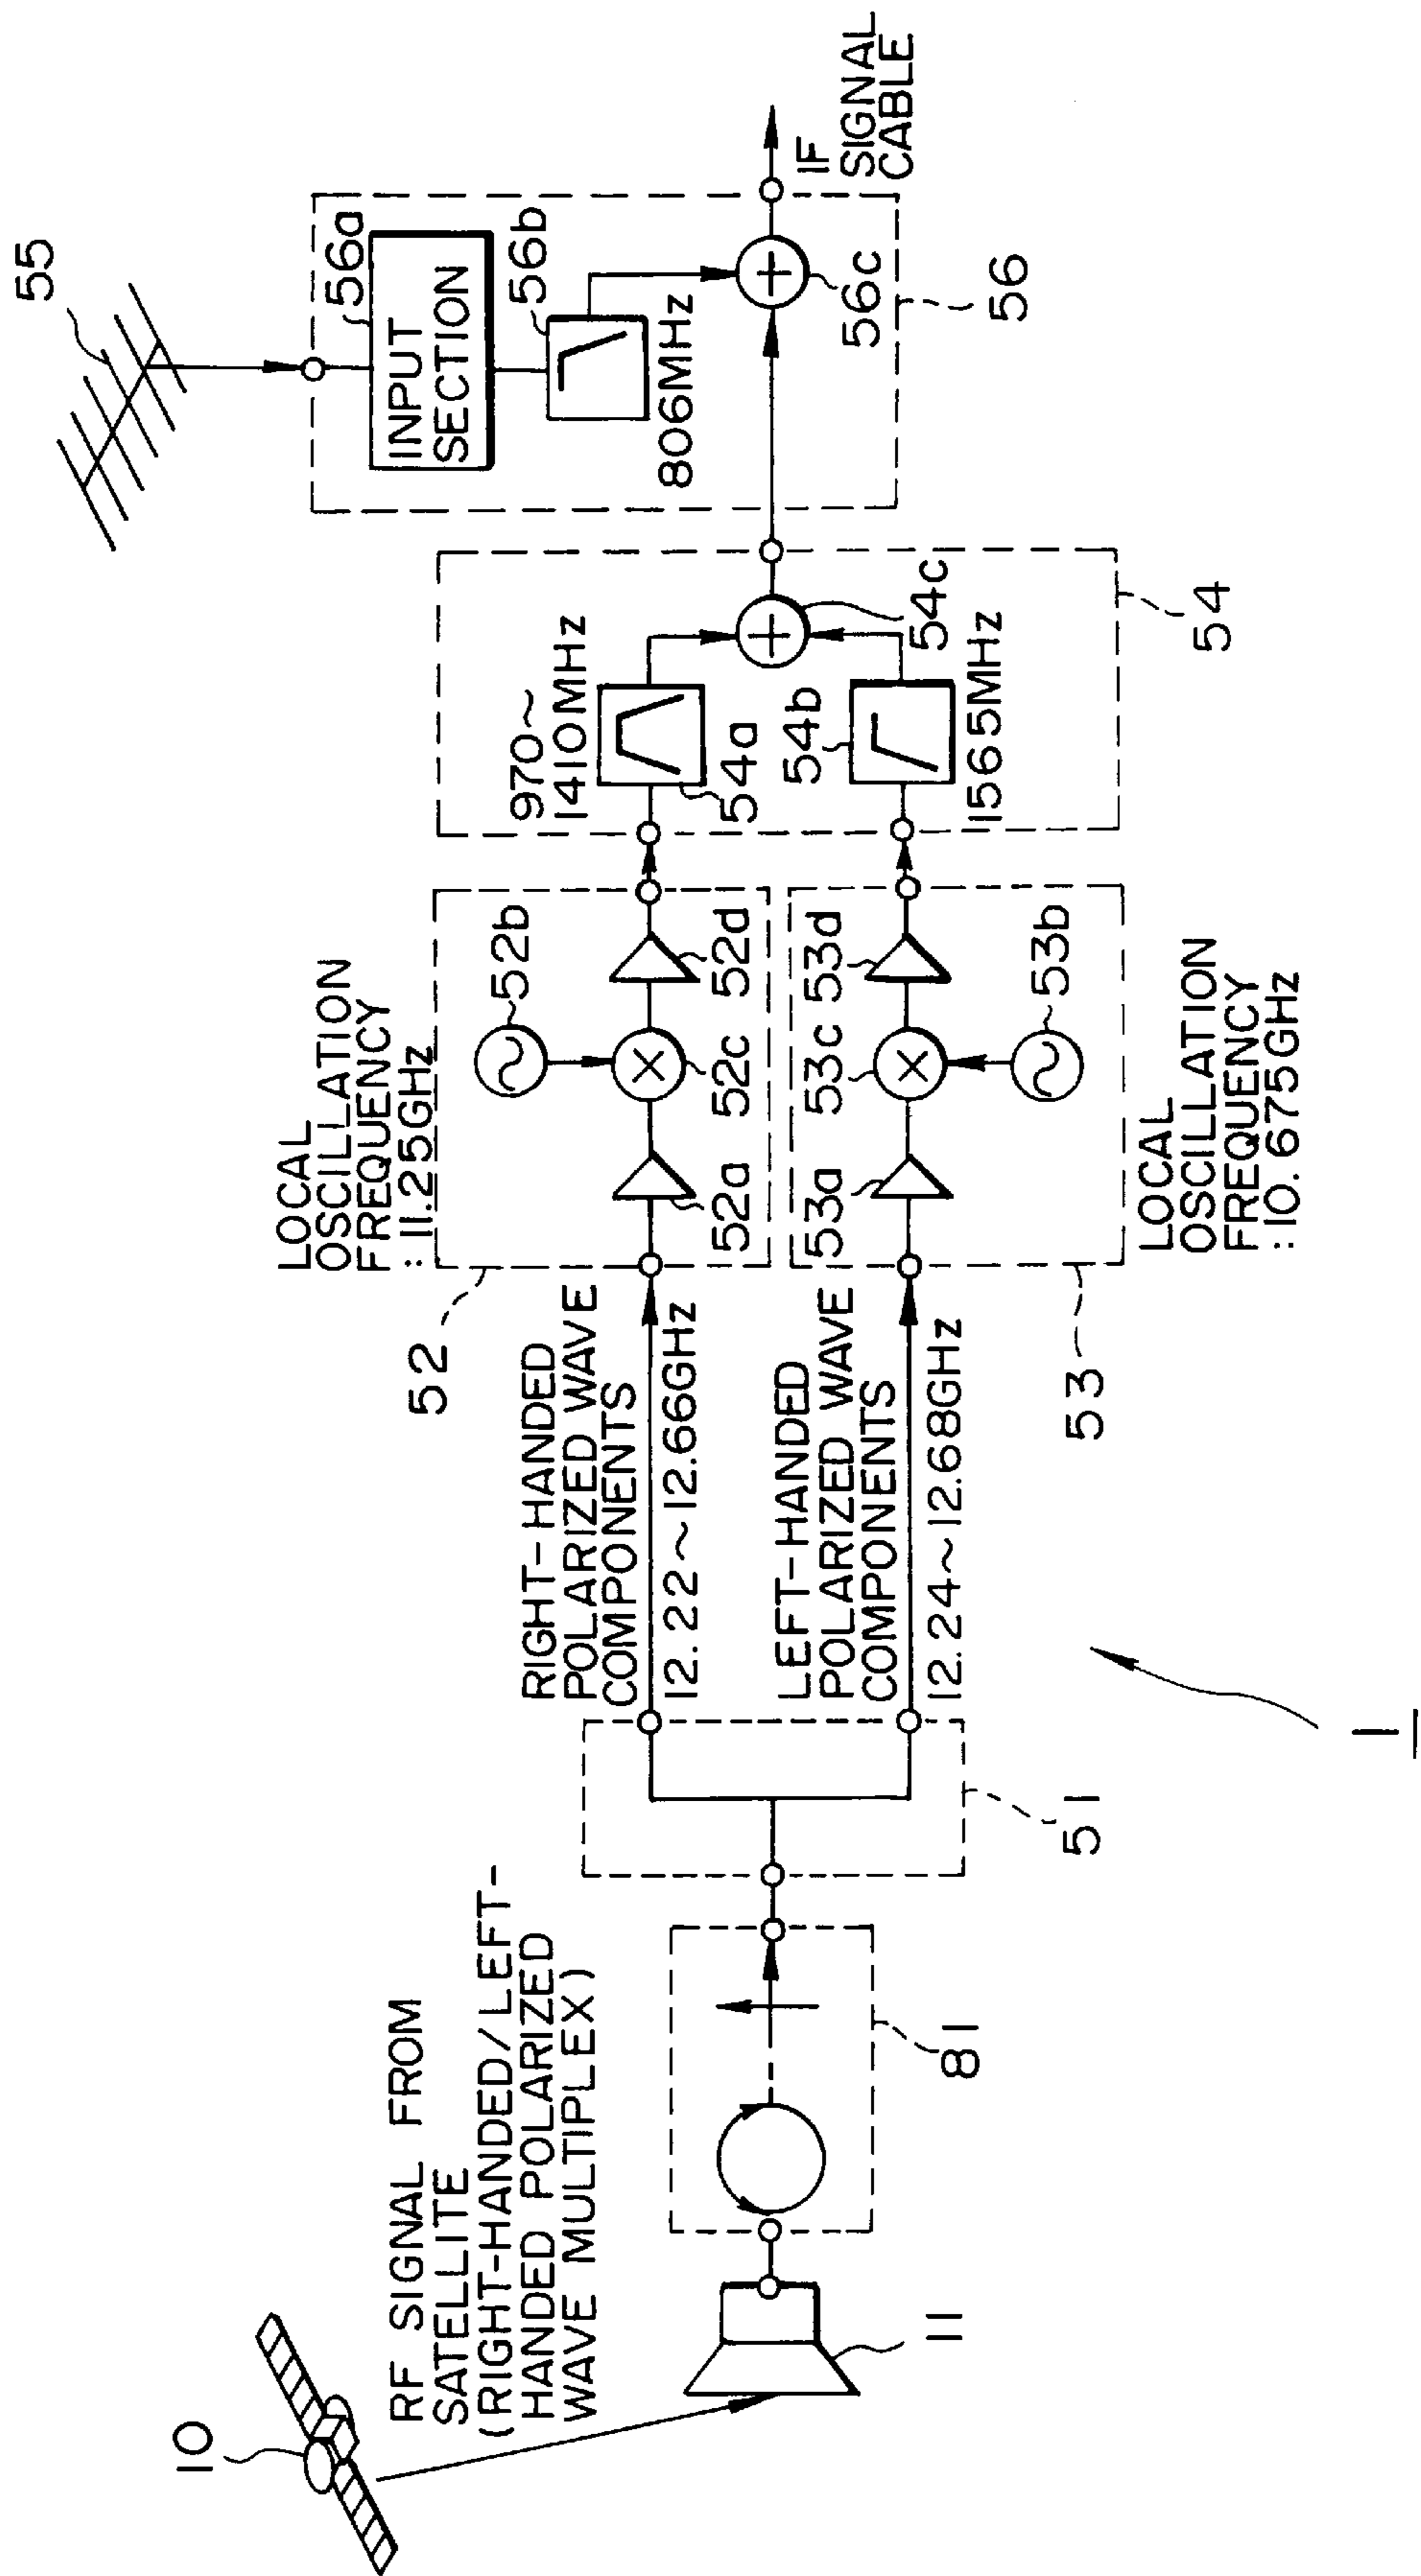 10
RF SIGNAL FROM
SATELLITE
(RIGHT-HANDED/LEFT-
HANDED POLARIZED
WAVE MULTIPLEX)
11
81
51
RIGHT-HANDED
POLARIZED WAVE
COMPONENTS
12.22~12.66GHz
LEFT-HANDED
POLARIZED WAVE
COMPONENTS
12.24~12.68GHz
1
52
LOCAL
OSCILLATION
FREQUENCY
: 11.25GHz
52b
52a
52c
52d
53a
53c
53d
53b
53
LOCAL
OSCILLATION
FREQUENCY
: 10.675GHz
970~
1410MHz
54a
54b
54c
1565MHz
54
55
56a
INPUT
SECTION
56b
806MHz
56c
56
IF
SIGNAL
CABLE